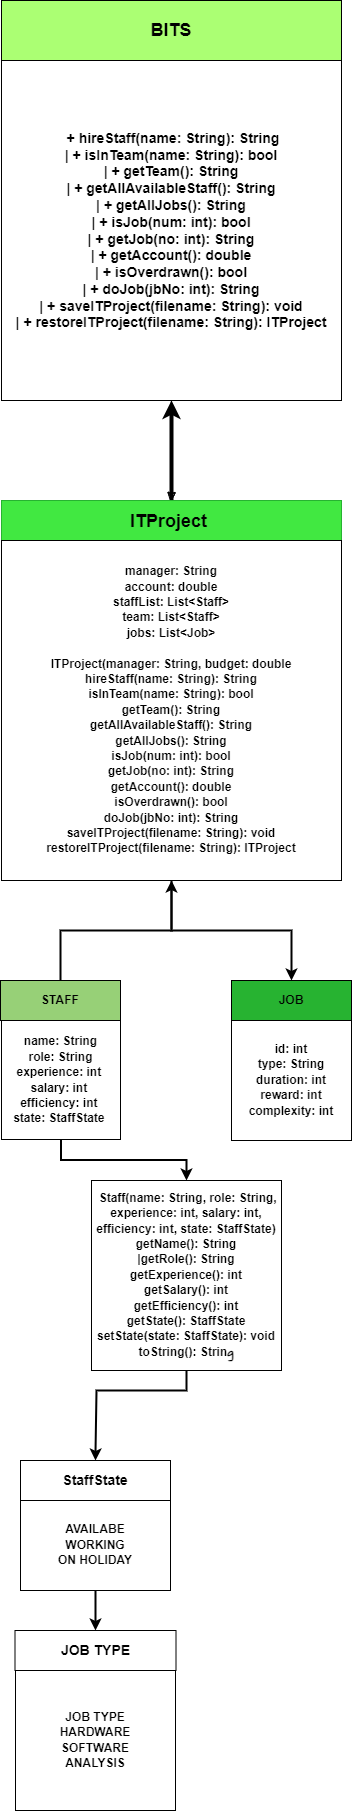 BITS
+ hireStaff(name: String): String
| + isInTeam(name: String): bool
| + getTeam(): String
| + getAllAvailableStaff(): String
| + getAllJobs(): String
| + isJob(num: int): bool
| + getJob(no: int): String
| + getAccount(): double
| + isOverdrawn(): bool
| + doJob(jbNo: int): String
| + saveITProject(filename: String): void
| + restoreITProject(filename: String): ITProject
ITProject
manager: String
account: double
staffList: List<Staff>
team: List<Staff>
jobs: List<Job>
ITProject(manager: String, budget: double
hireStaff(name: String): String
isInTeam(name: String): bool
getTeam(): String
getAllAvailableStaff(): String
getAllJobs(): String
isJob(num: int): bool
getJob(no: int): String
getAccount(): double
isOverdrawn(): bool
doJob(jbNo: int): String
saveITProject(filename: String): void
restoreITProject(filename: String): ITProject
STAFF
name: String
role: String
experience: int
salary: int
efficiency: int
state: StaffState
JOB
id: int
type: String
duration: int
reward: int
complexity: int
Staff(name: String, role: String,
experience: int, salary: int,
efficiency: int, state: StaffState)
getName(): String
|getRole(): String
getExperience(): int
getSalary(): int
getEfficiency(): int
getState(): StaffState
setState(state: StaffState): void
toString(): String
StaffState
AVAILABE
WORKING
ON HOLIDAY
JOB TYPE
JOB TYPE
HARDWARE
SOFTWARE
ANALYSIS